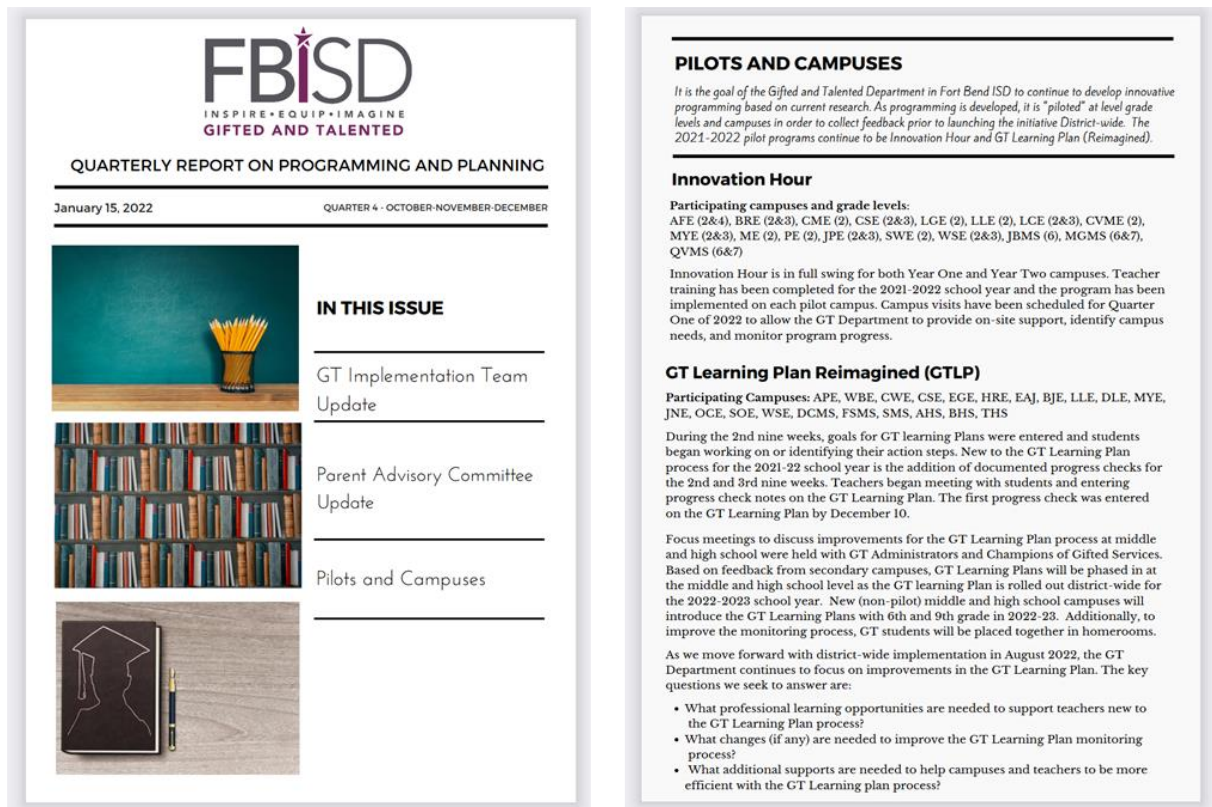 FBiSD
INSPIRE•EQUIP•IMAGINE
GIFTED AND TALENTED
QUARTERLY REPORT ON PROGRAMMING AND PLANNING
January 15, 2022
QUARTER 4 - OCTOBER-NOVEMBER-DECEMBER
IN THIS ISSUE
GT Implementation Team
Update
Parent Advisory Committee
Update
Pilots and Campuses
PILOTS AND CAMPUSES
It is the goal of the Gifted and Talented Department in Fort Bend ISD to continue to develop innovative
programming based on current research. As programming is developed, it is "piloted" at level grade
levels and campuses in order to collect feedback prior to launching the initiative District-wide. The
2021-2022 pilot programs continue to be Innovation Hour and GT Learning Plan (Reimagined).
Innovation Hour
Participating campuses and grade levels:
AFE (2&4), BRE (2&3), CME (2), CSE (2&3), LGE (2), LLE (2), LCE (2&3), CVME (2),
MYE (2&3), ME (2), PE (2), JPE (2&3), SWE (2), WSE (2&3), JBMS (6), MGMS (6&7),
QVMS (6&7)
Innovation Hour is in full swing for both Year One and Year Two campuses. Teacher
training has been completed for the 2021-2022 school year and the program has been
implemented on each pilot campus. Campus visits have been scheduled for Quarter
One of 2022 to allow the GT Department to provide on-site support, identify campus
needs, and monitor program progress.
GT Learning Plan Reimagined (GTLP)
Participating Campuses: APE, WBE, CWE, CSE, EGE, HRE, EAJ, BJE, LLE, DLE, MYE,
JNE, OCE, SOE, WSE, DCMS, FSMS, SMS, AHS, BHS, THS
During the 2nd nine weeks, goals for GT learning Plans were entered and students
began working on or identifying their action steps. New to the GT Learning Plan
process for the 2021-22 school year is the addition of documented progress checks for
the 2nd and 3rd nine weeks. Teachers began meeting with students and entering
progress check notes on the GT Learning Plan. The first progress check was entered
on the GT Learning Plan by December 10.
Focus meetings to discuss improvements for the GT Learning Plan process at middle
and high school were held with GT Administrators and Champions of Gifted Services.
Based on feedback from secondary campuses, GT Learning Plans will be phased in at
the middle and high school level as the GT learning Plan is rolled out district-wide for
the 2022-2023 school year. New (non-pilot) middle and high school campuses will
introduce the GT Learning Plans with 6th and 9th grade in 2022-23. Additionally, to
improve the monitoring process, GT students will be placed together in homerooms.
As we move forward with district-wide implementation in August 2022, the GT
Department continues to focus on improvements in the GT Learning Plan. The key
questions we seek to answer are:
• What professional learning opportunities are needed to support teachers new to
the GT Learning Plan process?
• What changes (if any) are needed to improve the GT Learning Plan monitoring
process?
• What additional supports are needed to help campuses and teachers to be more
efficient with the GT Learning plan process?